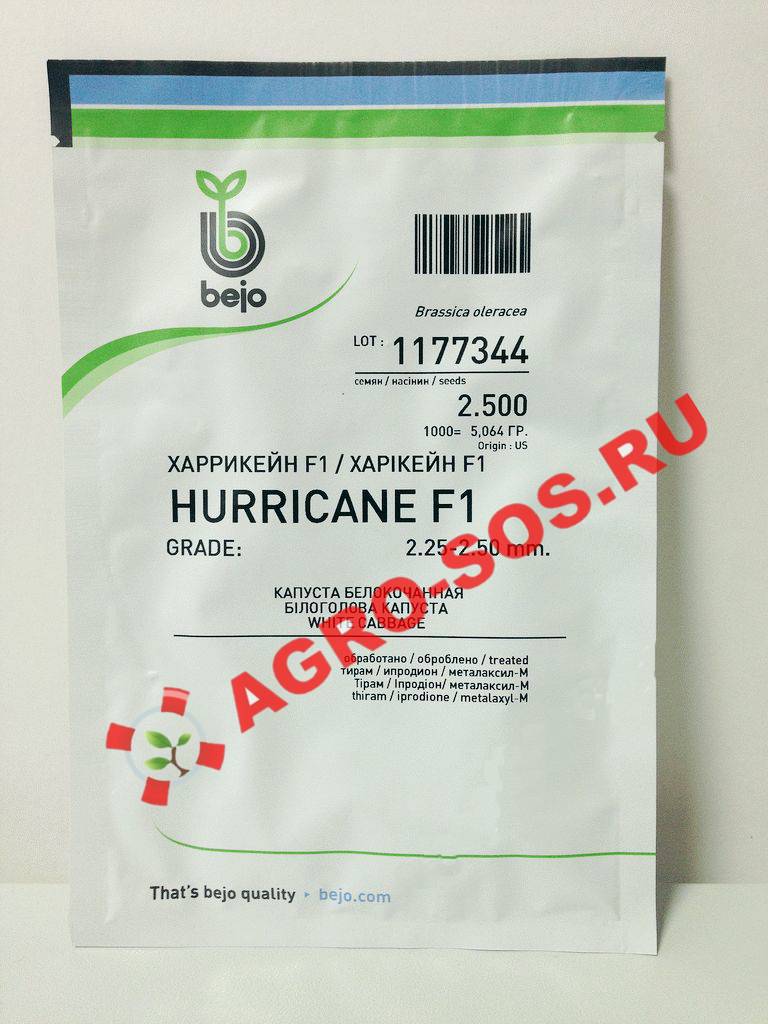 bejo
Brassica oleracea
LOT : 1177344
семян / насінин / seeds
2.500
1000= 5,064 ГР.
Origin : US
ХАРРИКЕЙН F1 / ХАРІКЕЙН F1
HURRICANE F1
GRADE: 2.25-2.50 mm.
КАПУСТА БЕЛОКОЧАННАЯ
БІЛОГОЛОВА КАПУСТА
WHITE CABBAGE
обработано / оброблено / treated
тирам / ипродион / металаксил-М
Тірам / Іпродіон/ металаксил-М
thiram / iprodione / metalaxyl-M
AGRO-SOS.RU
That's bejo quality ▸ bejo.com